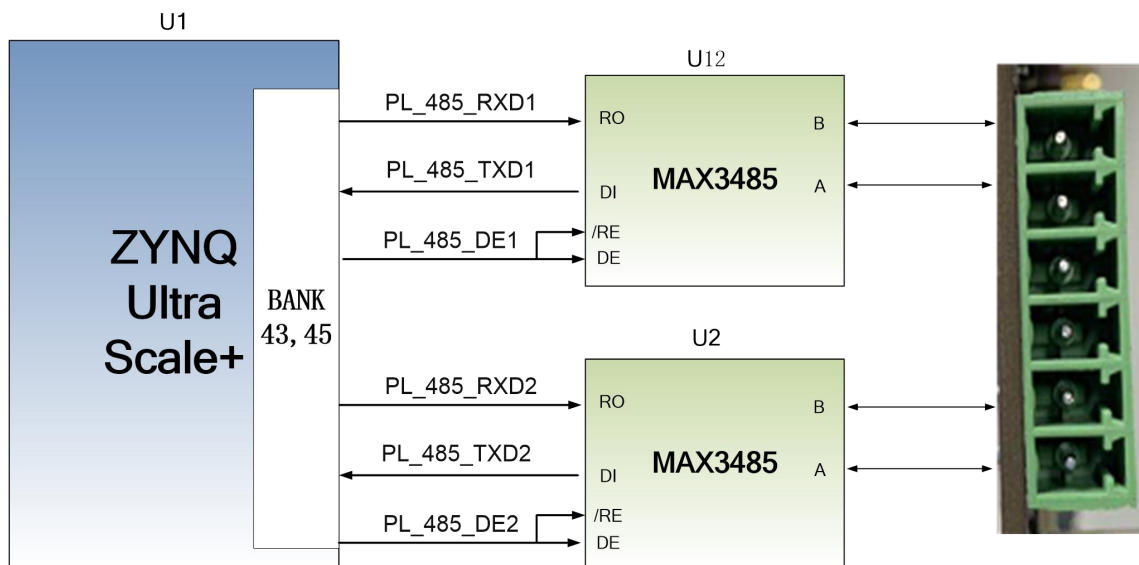 U1
ZYNQ
Ultra
Scale+
BANK
43,45
PL_485_RXD1
PL_485_TXD1
PL_485_DE1
PL_485_RXD2
PL_485_TXD2
PL_485_DE2
U12
RO
B
MAX3485
DI
A
/RE
DE
U2
RO
B
MAX3485
DI
A
/RE
DE